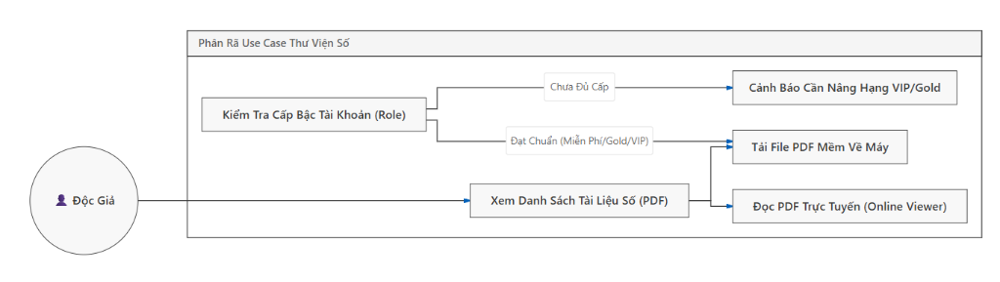 Phân Rã Use Case Thư Viện Số
Chưa Đủ Cấp
Cảnh Báo Cần Nâng Hạng VIP/Gold
Kiểm Tra Cấp Bậc Tài Khoản (Role)
Đạt Chuẩn (Miễn Phí/Gold/VIP)
Tải File PDF Mềm Về Máy
Độc Giả
Xem Danh Sách Tài Liệu Số (PDF)
Đọc PDF Trực Tuyến (Online Viewer)